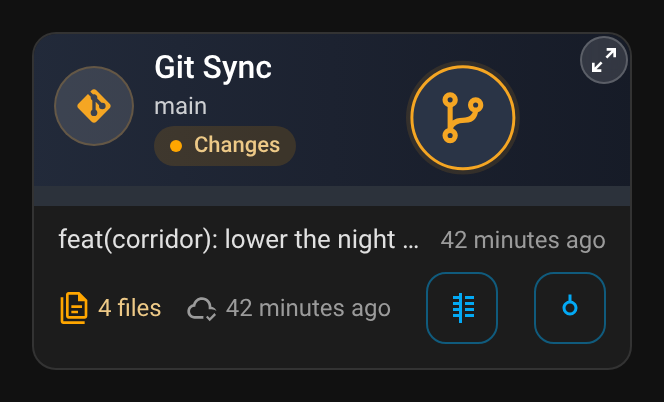 Git Sync
main
Changes
feat(corridor): lower the night ... 42 minutes ago
4 files 42 minutes ago